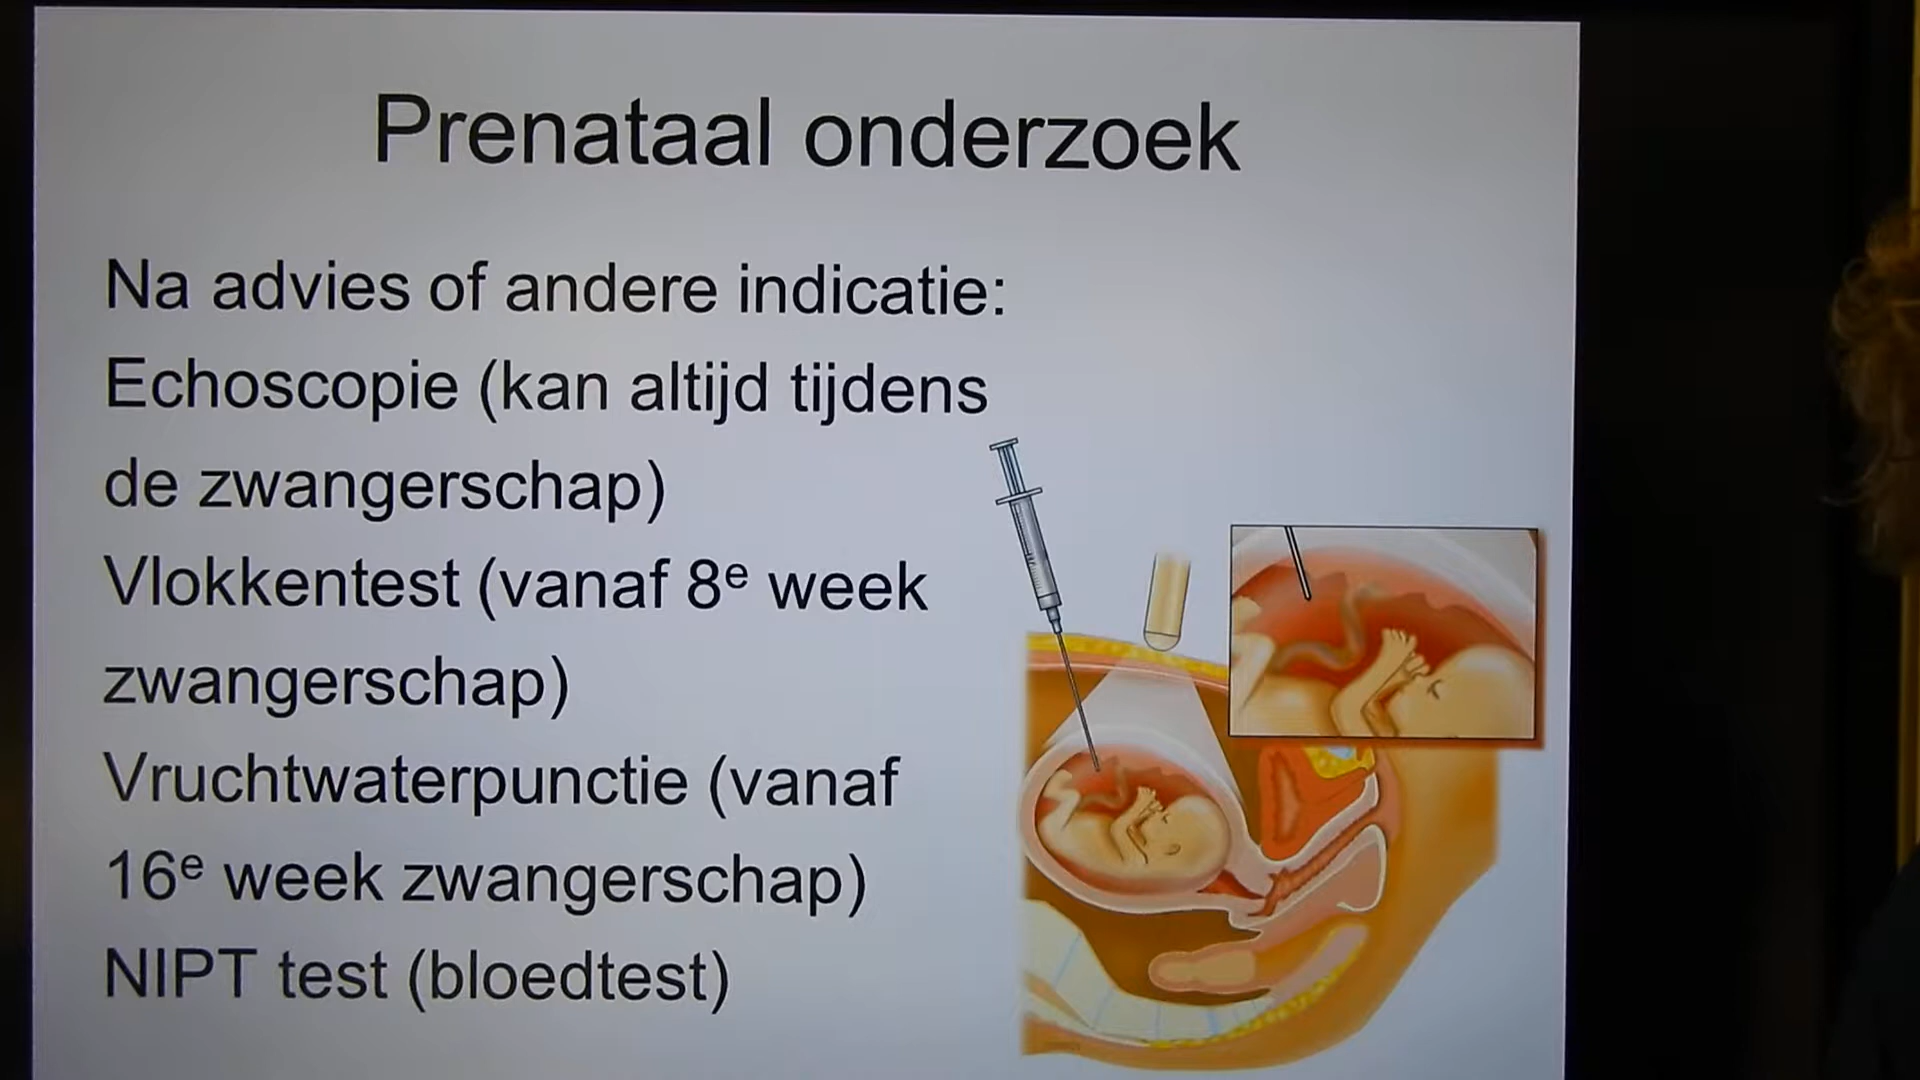 Prenataal onderzoek
Na advies of andere indicatie:
Echoscopie (kan altijd tijdens
de zwangerschap)
Vlokkentest (vanaf 8e week
zwangerschap)
Vruchtwaterpunctie (vanaf
16e week zwangerschap)
NIPT test (bloedtest)